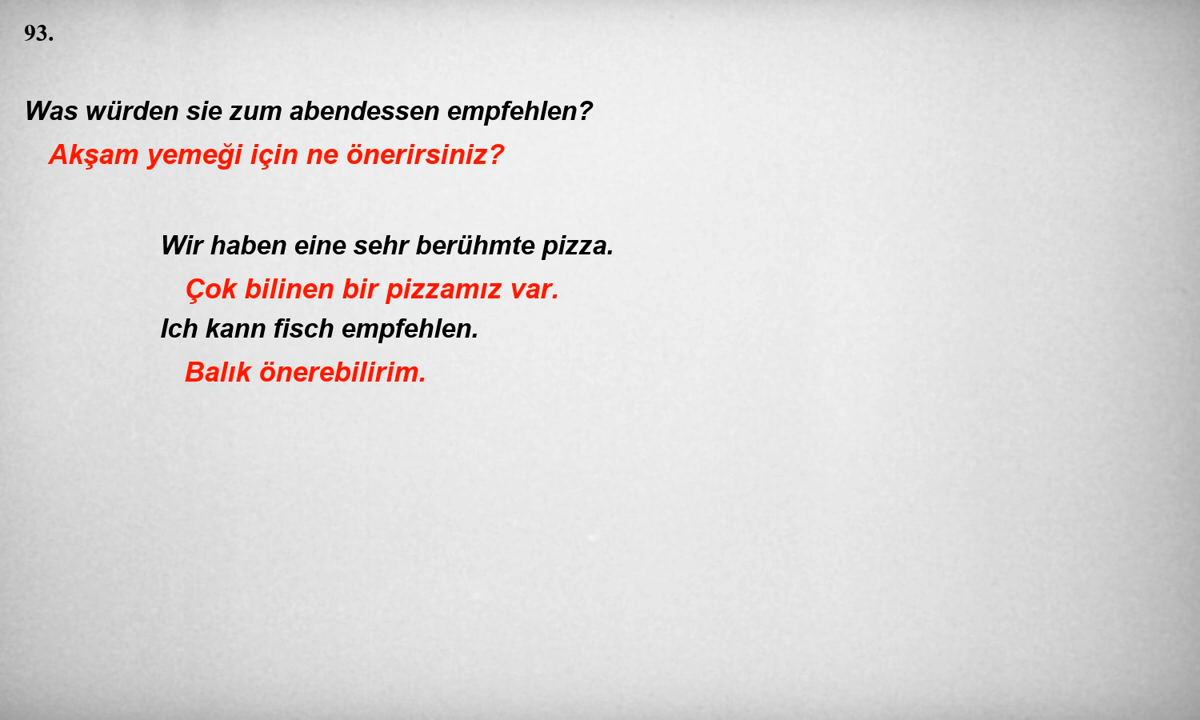 93.
Was würden sie zum abendessen empfehlen?
Akşam yemeği için ne önerirsiniz?
Wir haben eine sehr berühmte pizza.
Çok bilinen bir pizzamız var.
Ich kann fisch empfehlen.
Balık önerebilirim.